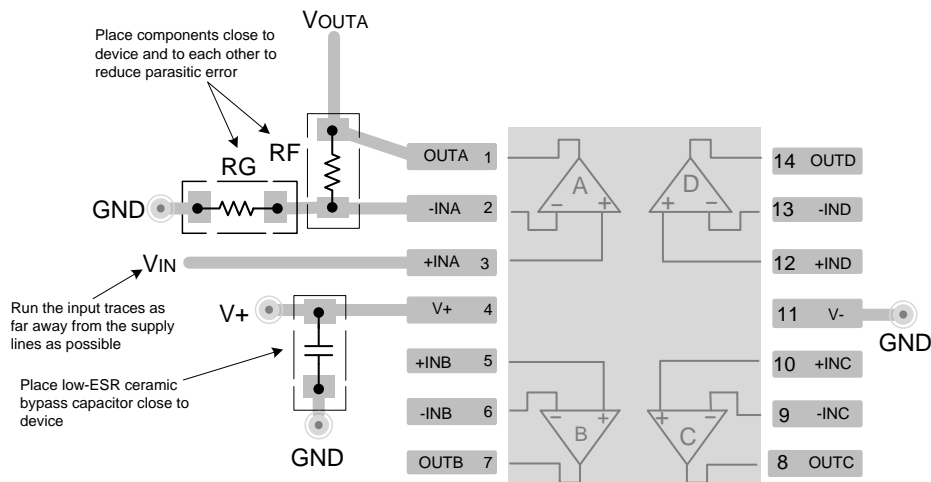 VOUTA
Place components close to
device and to each other to
reduce parasitic error
RF
RG
OUTA 1
14 OUTD
A
D
GND
-INA 2
− +
+ −
13 -IND
VIN
+INA 3
12 +IND
Run the input traces as
far away from the supply
lines as possible
V+
V+ 4
11 V-
GND
+INB 5
10 +INC
Place low-ESR ceramic
bypass capacitor close to
device
-INB 6
− +
+ −
9 -INC
B
C
GND
OUTB 7
8 OUTC